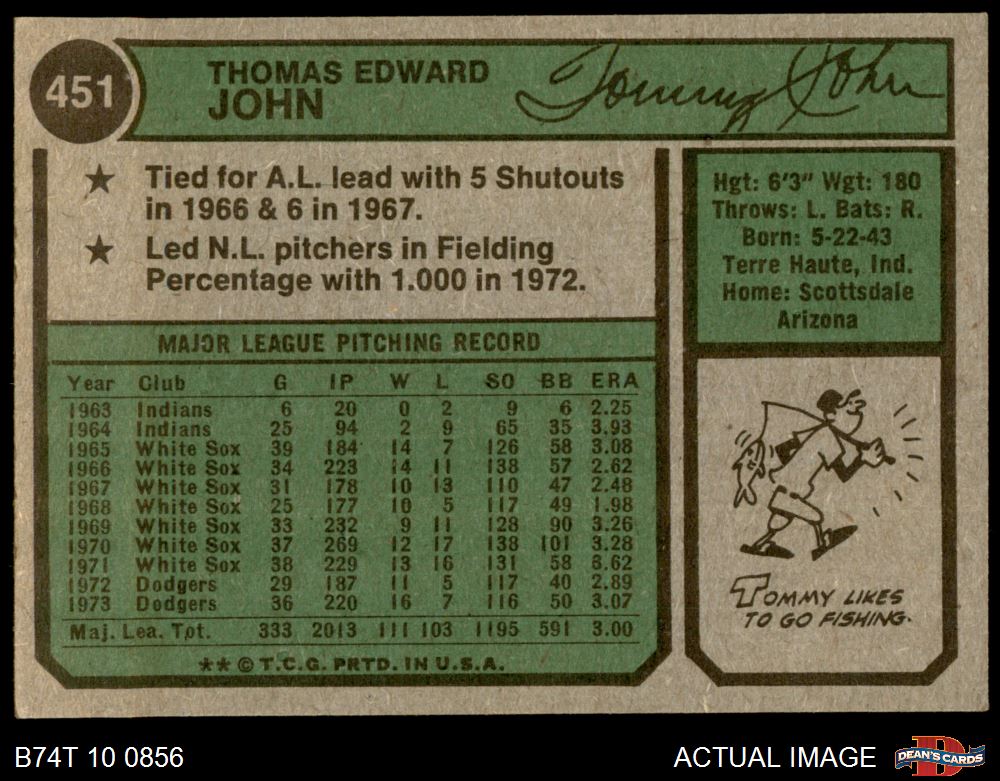 451
THOMAS EDWARD
JOHN
Tommy John
★ Tied for A.L. lead with 5 Shutouts
in 1966 & 6 in 1967.
★ Led N.L. pitchers in Fielding
Percentage with 1.000 in 1972.
Hgt: 6'3" Wgt: 180
Throws: L. Bats: R.
Born: 5-22-43
Terre Haute, Ind.
Home: Scottsdale
Arizona
MAJOR LEAGUE PITCHING RECORD
Year Club G IP W L SO BB ERA
1963 Indians 6 20 0 2 9 6 2.25
1964 Indians 25 94 2 9 65 35 3.93
1965 White Sox 39 184 14 7 126 58 3.08
1966 White Sox 34 223 14 11 138 57 2.62
1967 White Sox 31 178 10 13 110 47 2.48
1968 White Sox 25 177 10 5 117 49 1.98
1969 White Sox 33 232 9 11 128 90 3.26
1970 White Sox 37 269 12 17 138 101 3.28
1971 White Sox 38 229 13 16 131 58 3.62
1972 Dodgers 29 187 11 5 117 40 2.89
1973 Dodgers 36 220 16 7 116 50 3.07
Maj. Lea. Tot. 333 2013 111 103 1195 591 3.00
** © T.C.G. PRTD. IN U.S.A.
TOMMY LIKES
TO GO FISHING.
B74T 10 0856
ACTUAL IMAGE
D
DEAN'S CARDS